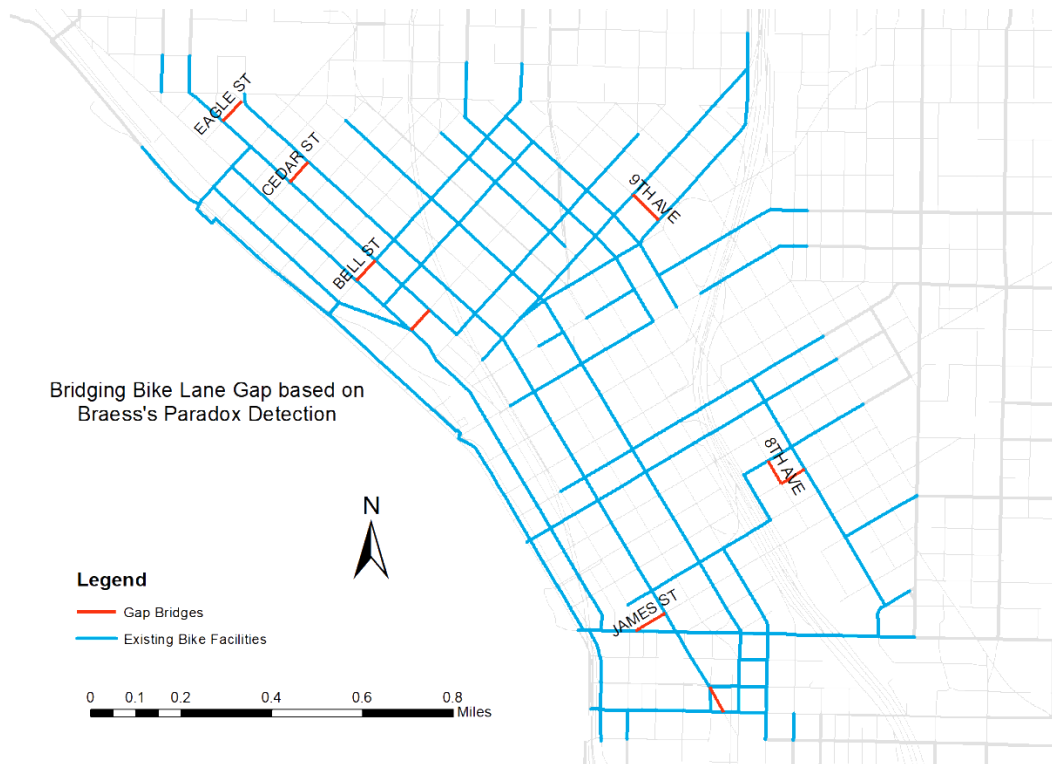 EAGLE ST
CEDAR ST
9TH AVE
BELL ST
Bridging Bike Lane Gap based on
Braess's Paradox Detection
8TH AVE
N
JAMES ST
Legend
Gap Bridges
Existing Bike Facilities
0 0.1 0.2 0.4 0.6 0.8
Miles